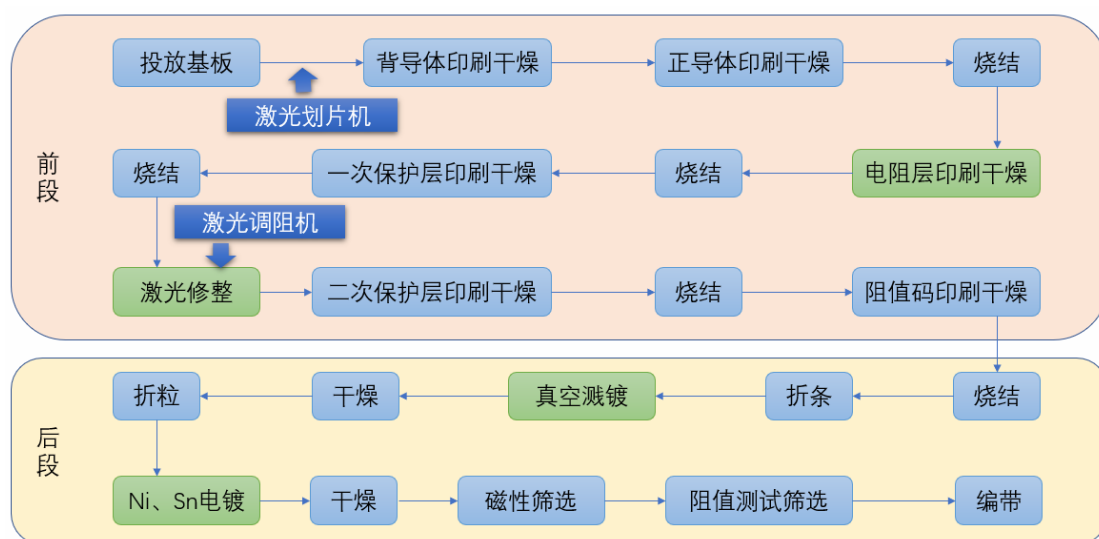 投放基板
背导体印刷干燥
正导体印刷干燥
烧结
激光划片机
前
段
烧结
一次保护层印刷干燥
烧结
电阻层印刷干燥
激光调阻机
激光修整
二次保护层印刷干燥
烧结
阻值码印刷干燥
后
段
折粒
干燥
真空溅镀
折条
烧结
Ni、Sn电镀
干燥
磁性筛选
阻值测试筛选
编带